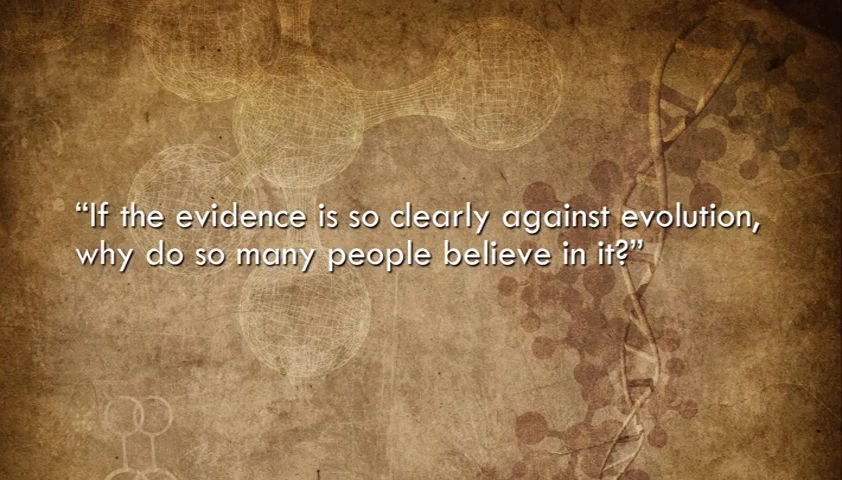 “If the evidence is so clearly against evolution,
why do so many people believe in it?”